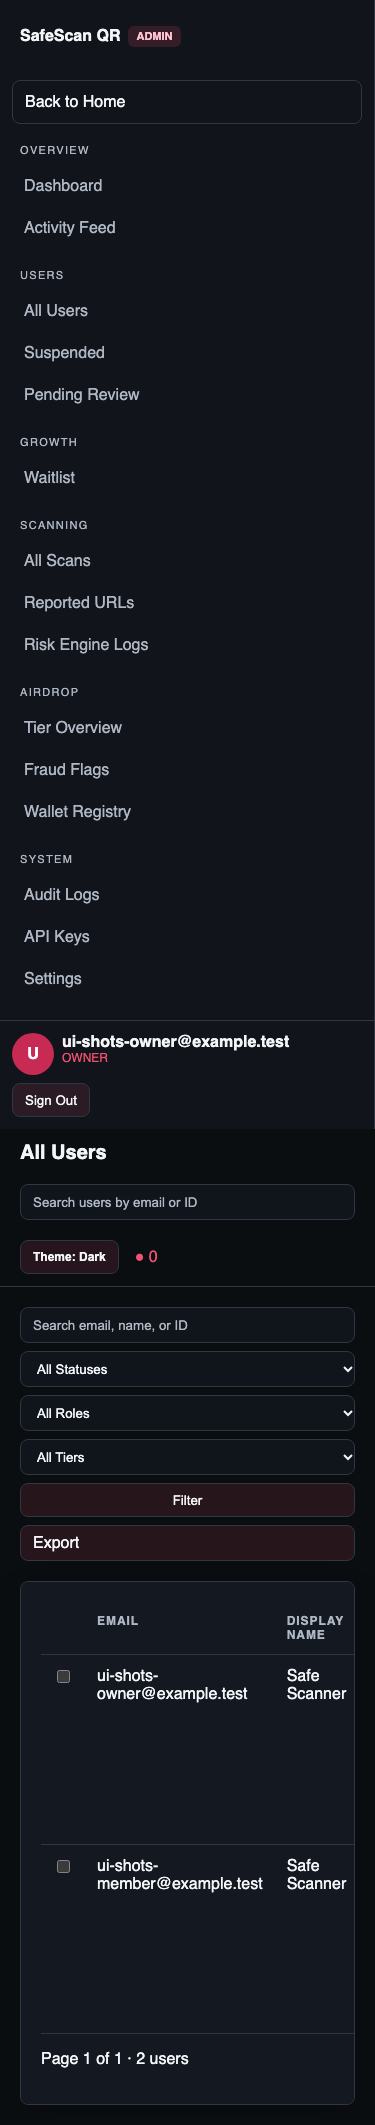 SafeScan QR ADMIN
Back to Home
OVERVIEW
Dashboard
Activity Feed
USERS
All Users
Suspended
Pending Review
GROWTH
Waitlist
SCANNING
All Scans
Reported URLs
Risk Engine Logs
AIRDROP
Tier Overview
Fraud Flags
Wallet Registry
SYSTEM
Audit Logs
API Keys
Settings
U
ui-shots-owner@example.test
OWNER
Sign Out
All Users
Search users by email or ID
Theme: Dark
0
Search email, name, or ID
All Statuses
All Roles
All Tiers
Filter
Export
EMAIL
DISPLAY
NAME
ui-shots-
owner@example.test
Safe
Scanner
ui-shots-
member@example.test
Safe
Scanner
Page 1 of 1 · 2 users